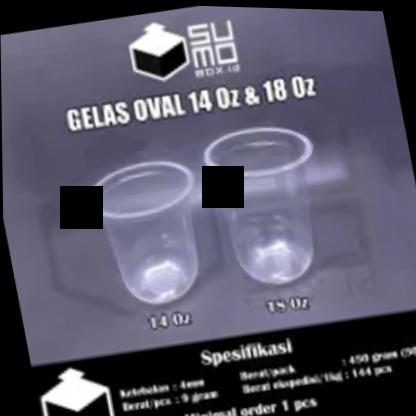 SUMO
BOX.id
GELAS OVAL 14 Oz & 18 Oz
14 Oz
18 Oz
Spesifikasi
Ketebalan : 4mm
Berat/pcs : 9 gram
Berat/pack : 450 gram
Berat ekspedisi/1kg : 144 pcs
Minimal order 1 pcs